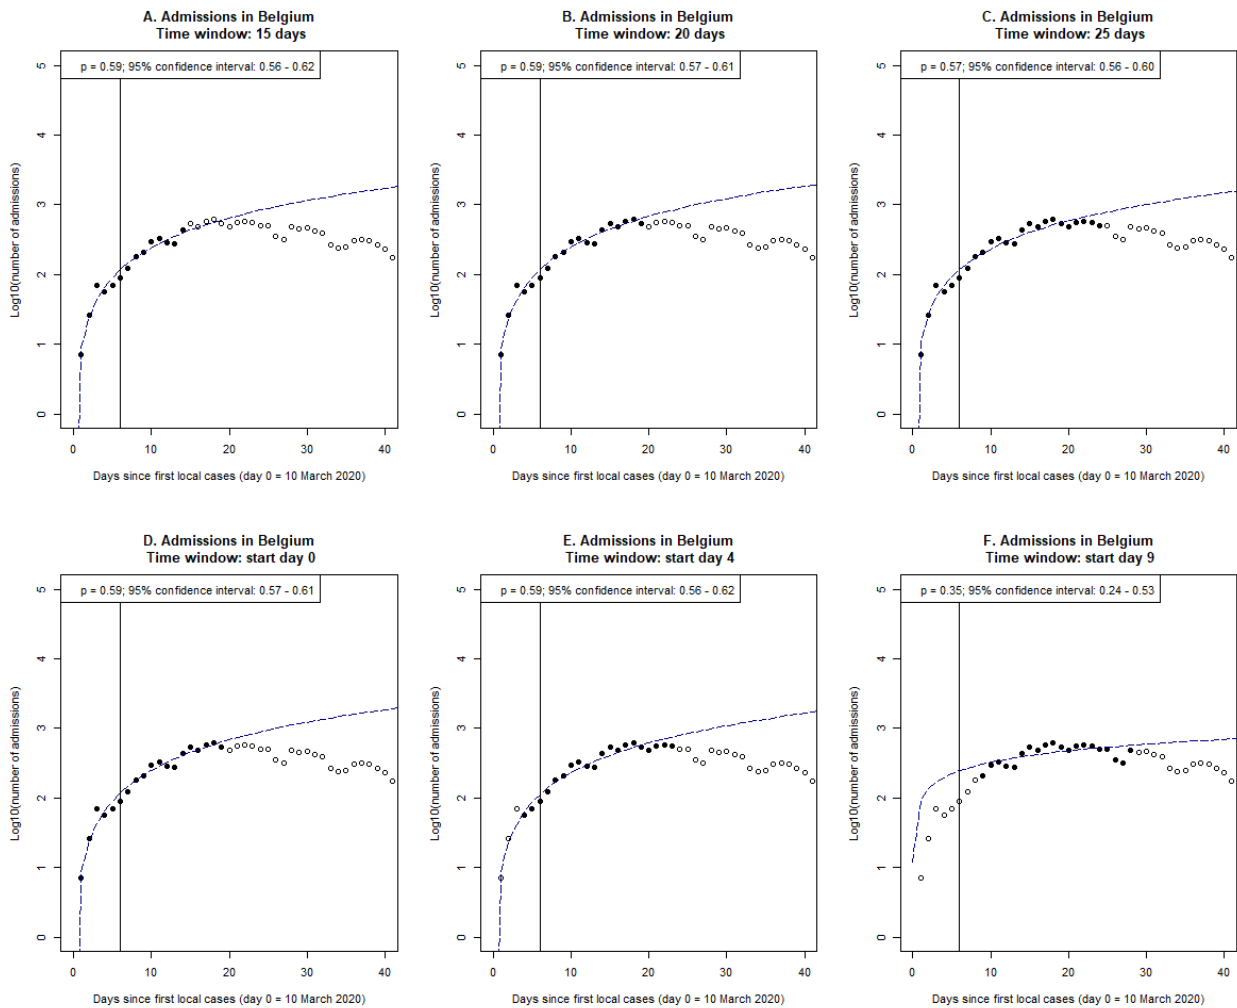 A. Admissions in Belgium
Time window: 15 days
p = 0.59; 95% confidence interval: 0.56 - 0.62
Log10(number of admissions)
5
4
3
2
1
0
0 10 20 30 40
Days since first local cases (day 0 = 10 March 2020)
B. Admissions in Belgium
Time window: 20 days
p = 0.59; 95% confidence interval: 0.57 - 0.61
Log10(number of admissions)
5
4
3
2
1
0
0 10 20 30 40
Days since first local cases (day 0 = 10 March 2020)
C. Admissions in Belgium
Time window: 25 days
p = 0.57; 95% confidence interval: 0.56 - 0.60
Log10(number of admissions)
5
4
3
2
1
0
0 10 20 30 40
Days since first local cases (day 0 = 10 March 2020)
D. Admissions in Belgium
Time window: start day 0
p = 0.59; 95% confidence interval: 0.57 - 0.61
Log10(number of admissions)
5
4
3
2
1
0
0 10 20 30 40
Days since first local cases (day 0 = 10 March 2020)
E. Admissions in Belgium
Time window: start day 4
p = 0.59; 95% confidence interval: 0.56 - 0.62
Log10(number of admissions)
5
4
3
2
1
0
0 10 20 30 40
Days since first local cases (day 0 = 10 March 2020)
F. Admissions in Belgium
Time window: start day 9
p = 0.35; 95% confidence interval: 0.24 - 0.53
Log10(number of admissions)
5
4
3
2
1
0
0 10 20 30 40
Days since first local cases (day 0 = 10 March 2020)